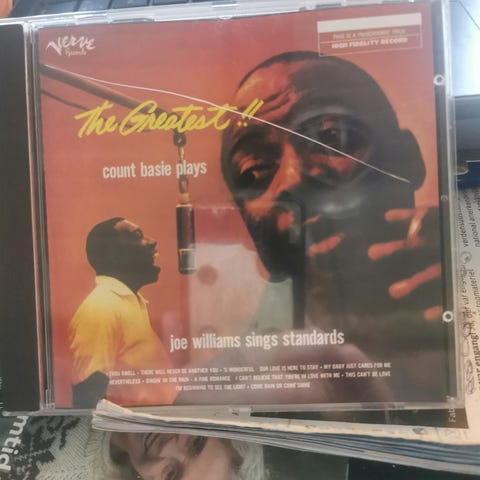 Verve
records
THIS IS A PANORAMIC TRUE
HIGH FIDELITY RECORD
The Greatest!!
count basie plays
joe williams sings standards
THOU SWELL · THERE WILL NEVER BE ANOTHER YOU · 'S WONDERFUL · OUR LOVE IS HERE TO STAY · MY BABY JUST CARES FOR ME
NEVERTHELESS · SINGIN' IN THE RAIN · A FINE ROMANCE · I CAN'T BELIEVE THAT YOU'RE IN LOVE WITH ME · THIS CAN'T BE LOVE
I'M BEGINNING TO SEE THE LIGHT · COME RAIN OR COME SHINE
mtid